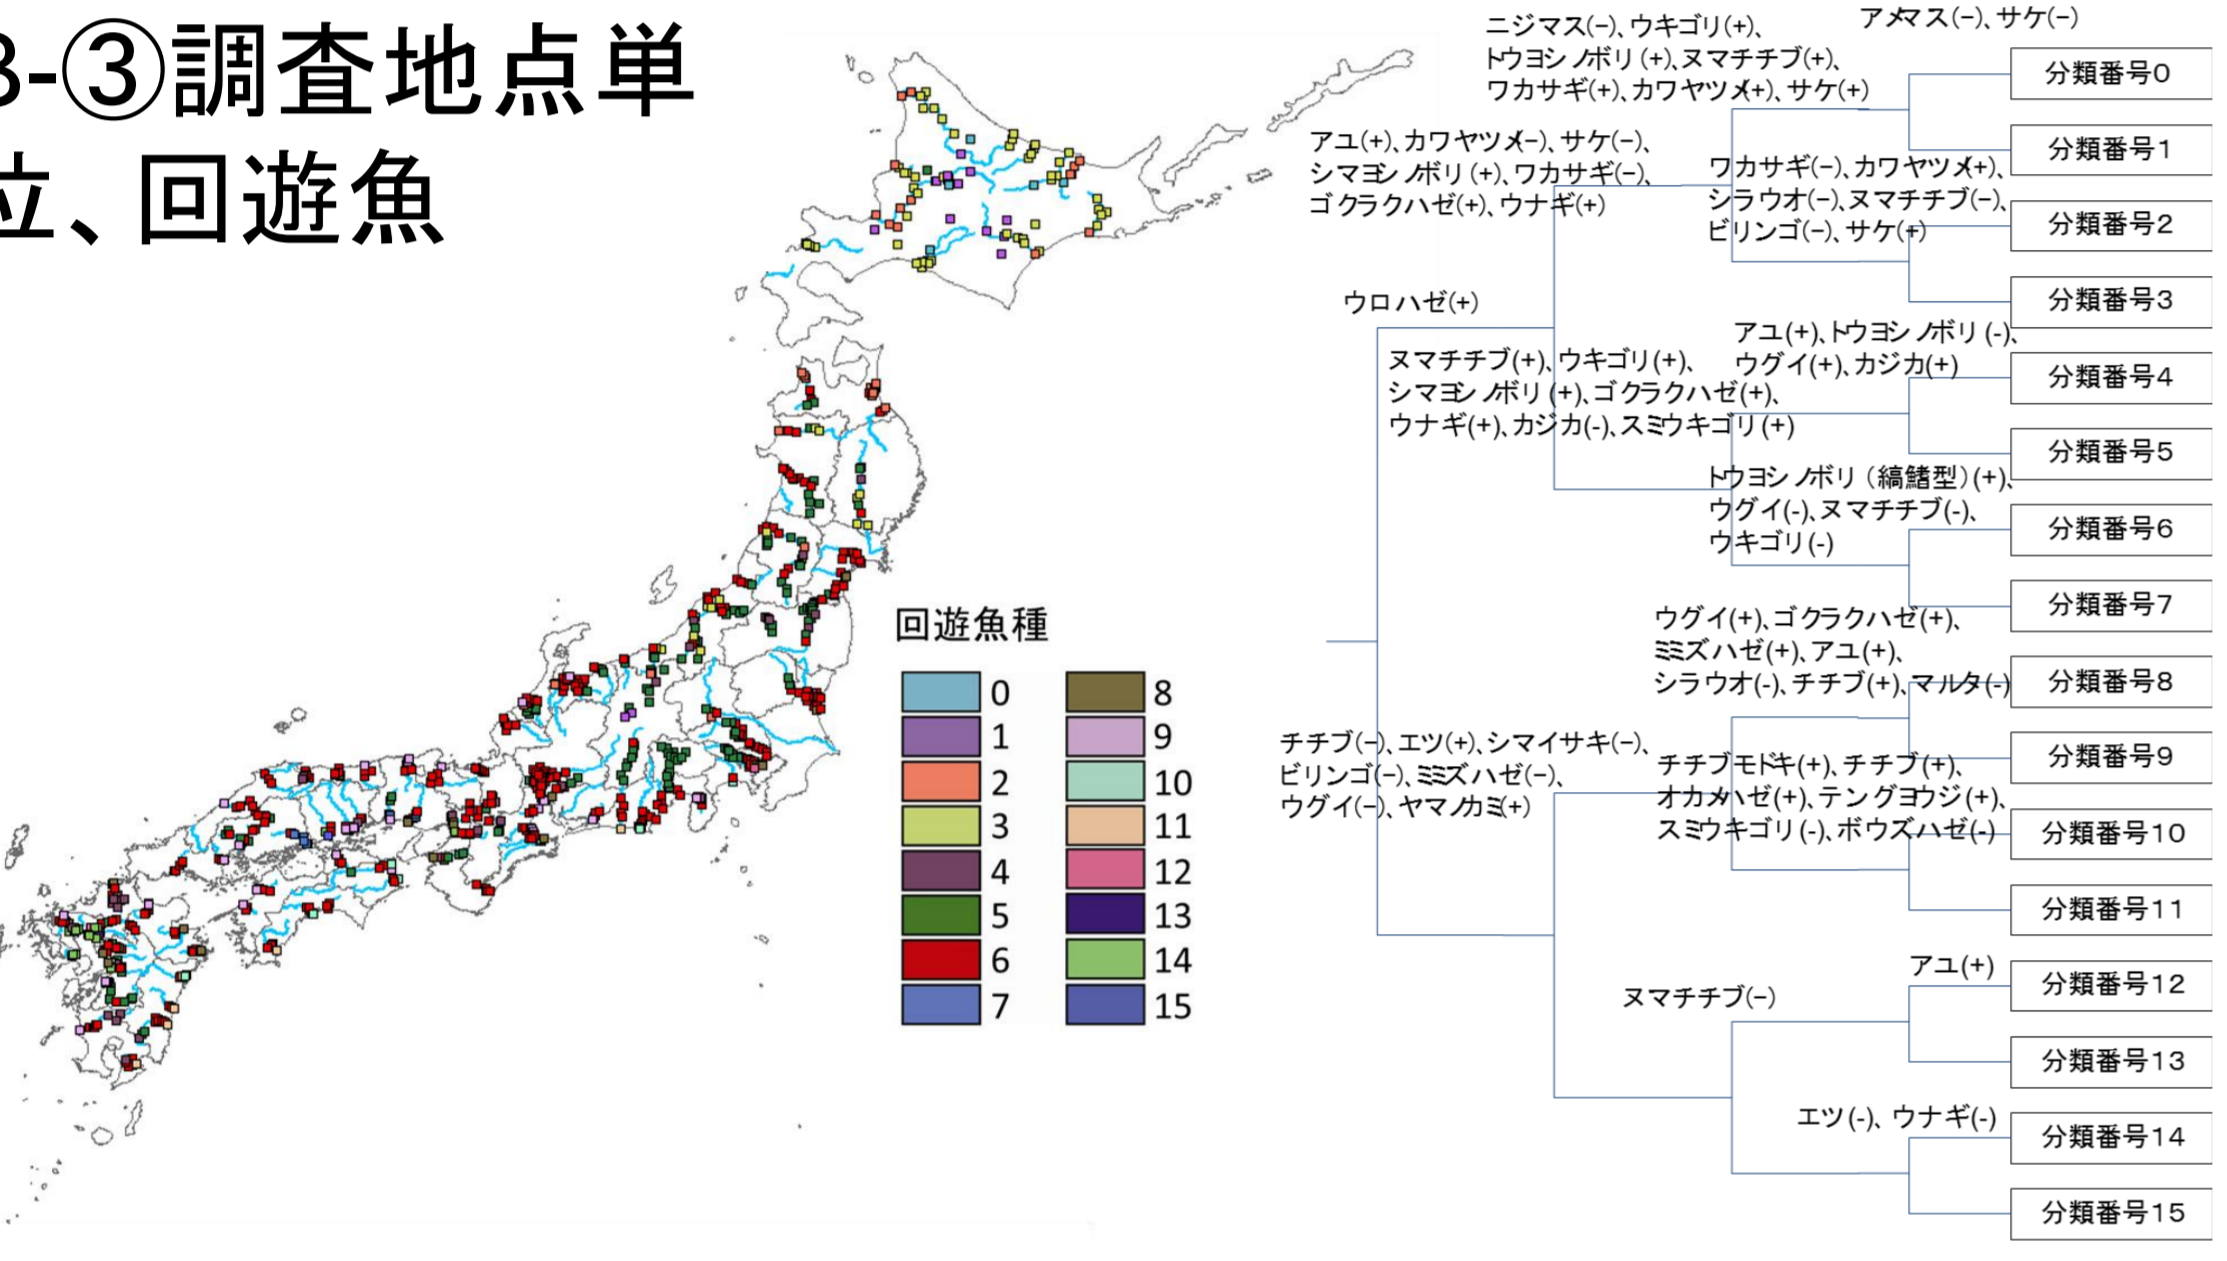 3-③調査地点単
位、回遊魚
回遊魚種
0
1
2
3
4
5
6
7
8
9
10
11
12
13
14
15
ニジマス(−)、ウキゴリ(+)、
トウヨシノボリ(+)、ヌマチチブ(+)、
ワカサギ(+)、カワヤツメ(+)、サケ(+)
アメマス(−)、サケ(−)
アユ(+)、カワヤツメ(−)、サケ(−)、
シマヨシノボリ(+)、ワカサギ(−)、
ゴクラクハゼ(+)、ウナギ(+)
ワカサギ(−)、カワヤツメ(+)、
シラウオ(−)、ヌマチチブ(−)、
ビリンゴ(−)、サケ(+)
ウロハゼ(+)
ヌマチチブ(+)、ウキゴリ(+)、
シマヨシノボリ(+)、ゴクラクハゼ(+)、
ウナギ(+)、カジカ(-)、スミウキゴリ(+)
アユ(+)、トウヨシノボリ(-)、
ウグイ(+)、カジカ(+)
トウヨシノボリ（縞鰭型）(+)、
ウグイ(-)、ヌマチチブ(-)、
ウキゴリ(-)
ウグイ(+)、ゴクラクハゼ(+)、
ミミズハゼ(+)、アユ(+)、
シラウオ(-)、チチブ(+)、マルタ(-)
チチブ(−)、エツ(+)、シマイサキ(−)、
ビリンゴ(−)、ミミズハゼ(−)、
ウグイ(−)、ヤマノカミ(+)
チチブモドキ(+)、チチブ(+)、
オカメハゼ(+)、テングヨウジ(+)、
スミウキゴリ(-)、ボウズハゼ(-)
ヌマチチブ(−)
アユ(+)
エツ(-)、ウナギ(-)
分類番号0
分類番号1
分類番号2
分類番号3
分類番号4
分類番号5
分類番号6
分類番号7
分類番号8
分類番号9
分類番号10
分類番号11
分類番号12
分類番号13
分類番号14
分類番号15